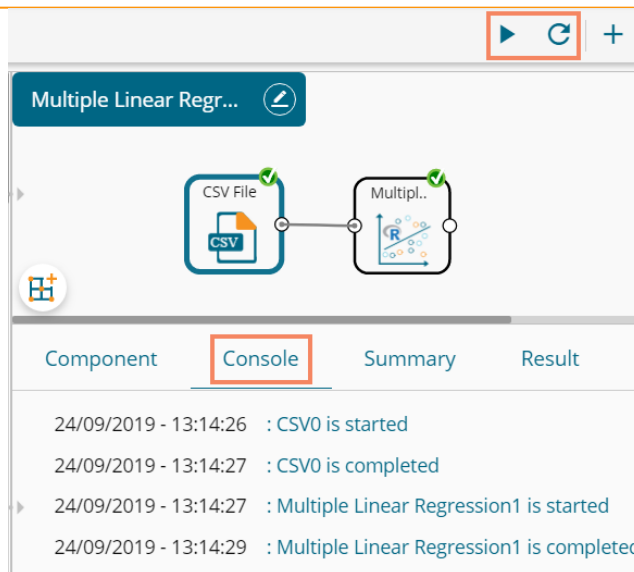 Multiple Linear Regr...
CSV File
Multipl..
CSV
R
Component Console Summary Result
24/09/2019 - 13:14:26 : CSV0 is started
24/09/2019 - 13:14:27 : CSV0 is completed
24/09/2019 - 13:14:27 : Multiple Linear Regression1 is started
24/09/2019 - 13:14:29 : Multiple Linear Regression1 is completed